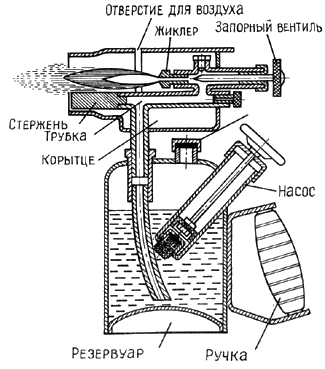 Отверстие для воздуха
Жиклер
Запорный вентиль
Стержень
Трубка
Корытце
Насос
Резервуар
Ручка